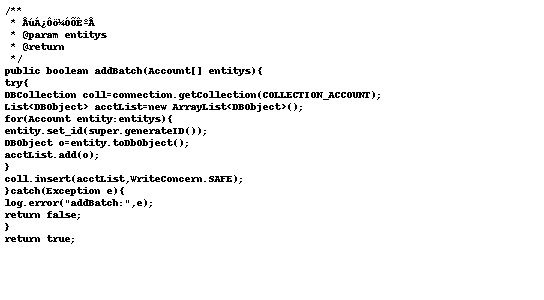 /**
* ÅúÁ¿Ôö¼ÓÕÊºÅ
* @param entitys
* @return
*/
public boolean addBatch(Account[] entitys){
try{
DBCollection coll=connection.getCollection(COLLECTION_ACCOUNT);
List<DBObject> acctList=new ArrayList<DBObject>();
for(Account entity:entitys){
entity.set_id(super.generateID());
DBObject o=entity.toDbObject();
acctList.add(o);
}
coll.insert(acctList,WriteConcern.SAFE);
}catch(Exception e){
log.error("addBatch:",e);
return false;
}
return true;